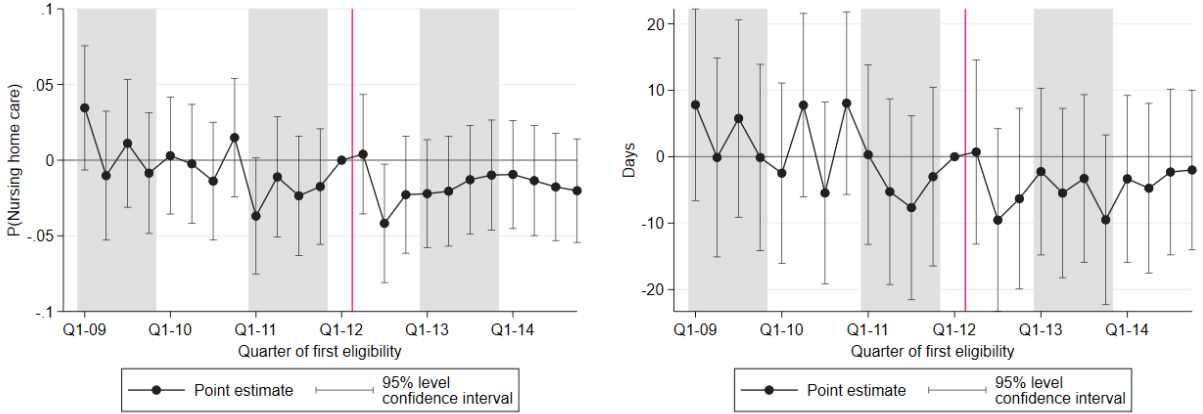 .1
.05
0
-.05
-.1
P(Nursing home care)
Q1-09 Q1-10 Q1-11 Q1-12 Q1-13 Q1-14
Quarter of first eligibility
Point estimate
95% level
confidence interval
20
10
0
-10
-20
Days
Q1-09 Q1-10 Q1-11 Q1-12 Q1-13 Q1-14
Quarter of first eligibility
Point estimate
95% level
confidence interval